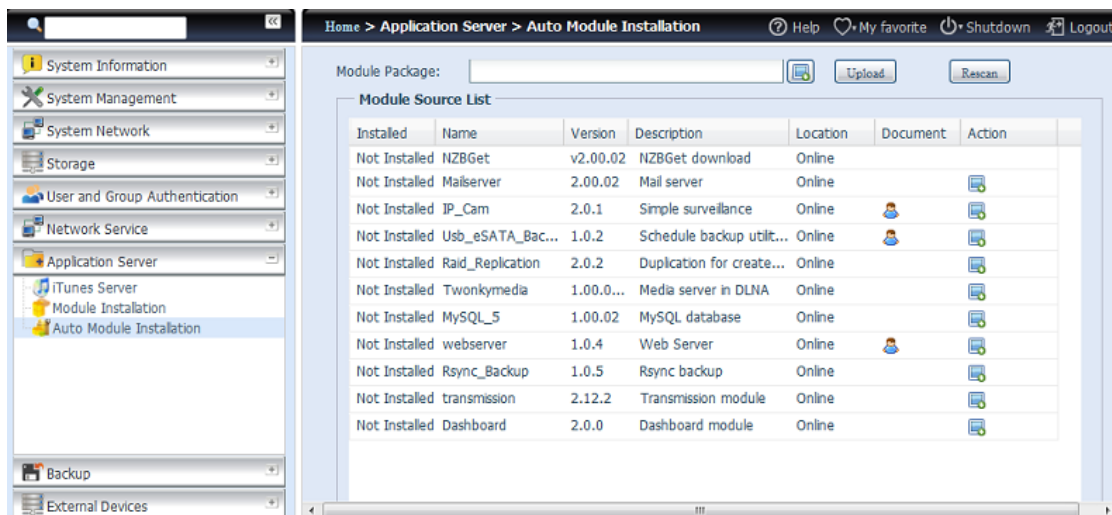 Home > Application Server > Auto Module Installation
Help My favorite Shutdown Logout
System Information
System Management
System Network
Storage
User and Group Authentication
Network Service
Application Server
iTunes Server
Module Installation
Auto Module Installation
Backup
External Devices
Module Package: Upload Rescan
Module Source List
Installed Name Version Description Location Document Action
Not Installed NZBGet v2.00.02 NZBGet download Online
Not Installed Mailserver 2.00.02 Mail server Online
Not Installed IP_Cam 2.0.1 Simple surveillance Online
Not Installed Usb_eSATA_Bac... 1.0.2 Schedule backup utilit... Online
Not Installed Raid_Replication 2.0.2 Duplication for create... Online
Not Installed Twonkymedia 1.00.0... Media server in DLNA Online
Not Installed MySQL_5 1.00.02 MySQL database Online
Not Installed webserver 1.0.4 Web Server Online
Not Installed Rsync_Backup 1.0.5 Rsync backup Online
Not Installed transmission 2.12.2 Transmission module Online
Not Installed Dashboard 2.0.0 Dashboard module Online